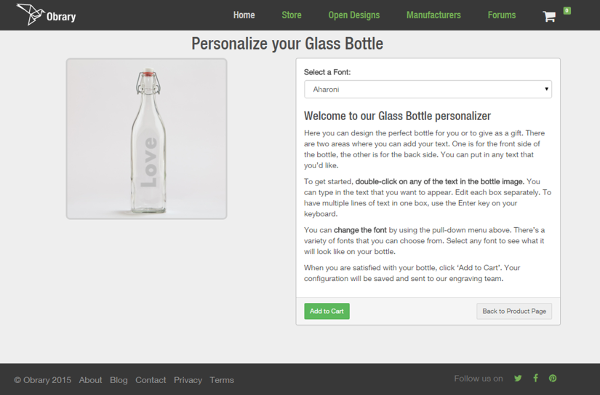 Obrary
Home Store Open Designs Manufacturers Forums
0
Personalize your Glass Bottle
Love
Select a Font:
Aharoni
Welcome to our Glass Bottle personalizer
Here you can design the perfect bottle for you or to give as a gift. There
are two areas where you can add your text. One is for the front side of
the bottle, the other is for the back side. You can put in any text that
you'd like.
To get started, double-click on any of the text in the bottle image. You
can type in the text that you want to appear. Edit each box separately. To
have multiple lines of text in one box, use the Enter key on your
keyboard.
You can change the font by using the pull-down menu above. There's a
variety of fonts that you can choose from. Select any font to see what it
will look like on your bottle.
When you are satisfied with your bottle, click 'Add to Cart'. Your
configuration will be saved and sent to our engraving team.
Add to Cart Back to Product Page
© Obrary 2015 About Blog Contact Privacy Terms Follow us on